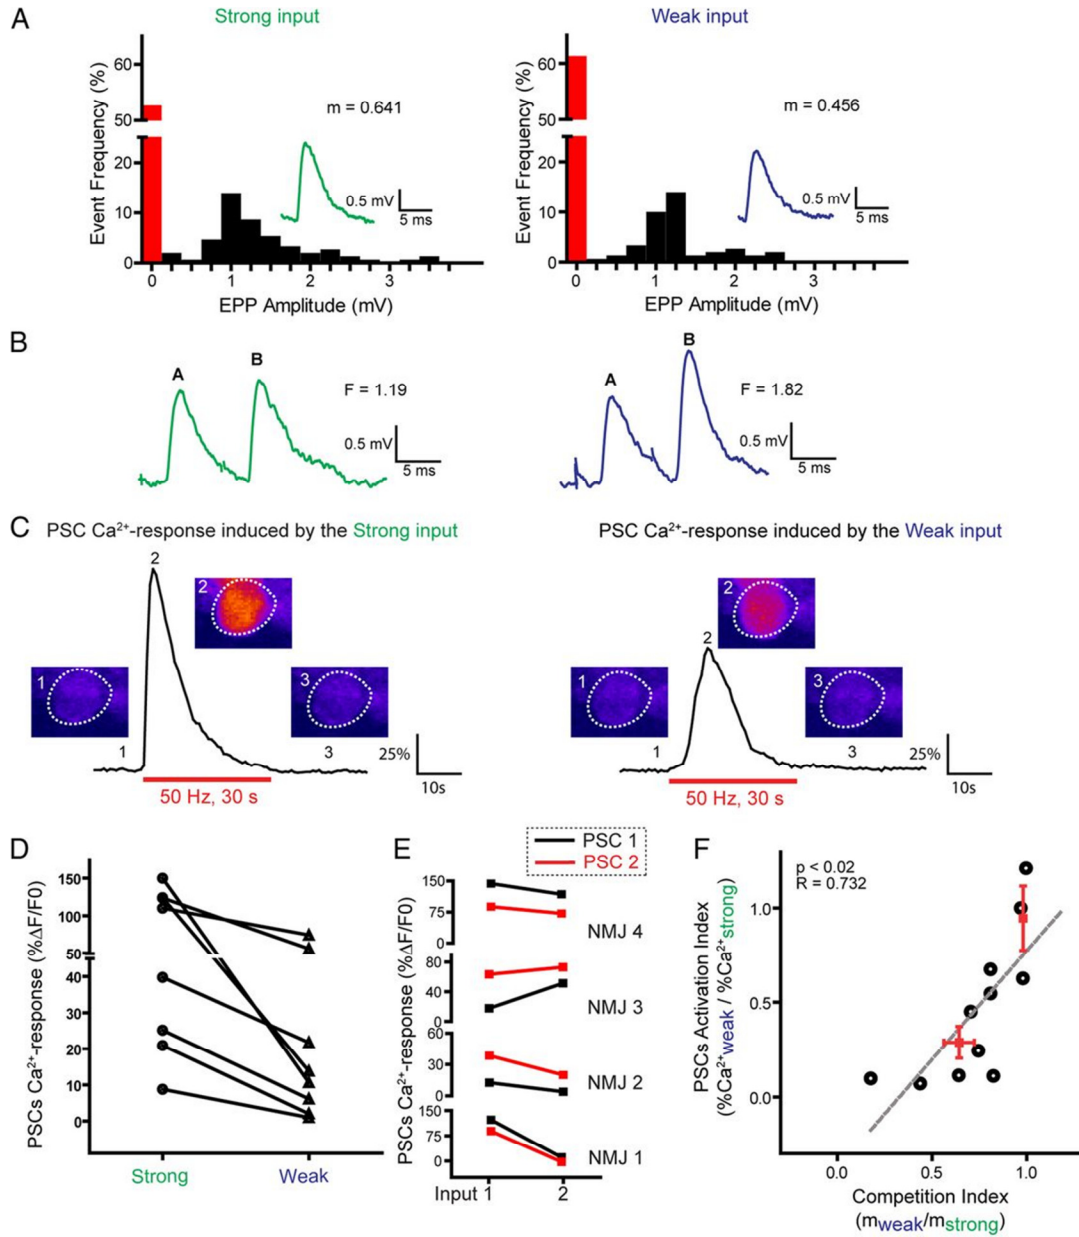 A
Strong input
Weak input
Event Frequency (%)
60
50
20
10
0
m = 0.641
0.5 mV
5 ms
0 1 2 3
EPP Amplitude (mV)
Event Frequency (%)
60
50
20
10
0
m = 0.456
0.5 mV
5 ms
0 1 2 3
EPP Amplitude (mV)
B
A
B
F = 1.19
0.5 mV
5 ms
A
B
F = 1.82
0.5 mV
5 ms
C
PSC Ca²⁺-response induced by the Strong input
2
2
1
3
1
3
25%
10s
50 Hz, 30 s
PSC Ca²⁺-response induced by the Weak input
2
2
1
3
1
3
25%
10s
50 Hz, 30 s
D
PSCs Ca²⁺-response (%ΔF/F0)
150
100
50
40
30
20
10
0
Strong
Weak
E
PSC 1
PSC 2
PSCs Ca²⁺-response (%ΔF/F0)
150
75
0
NMJ 4
80
40
0
NMJ 3
60
30
0
NMJ 2
150
75
0
NMJ 1
Input 1 2
F
p < 0.02
R = 0.732
PSCs Activation Index
(%Ca²⁺weak / %Ca²⁺strong)
1.0
0.5
0.0
0.0 0.5 1.0
Competition Index
(mweak/mstrong)